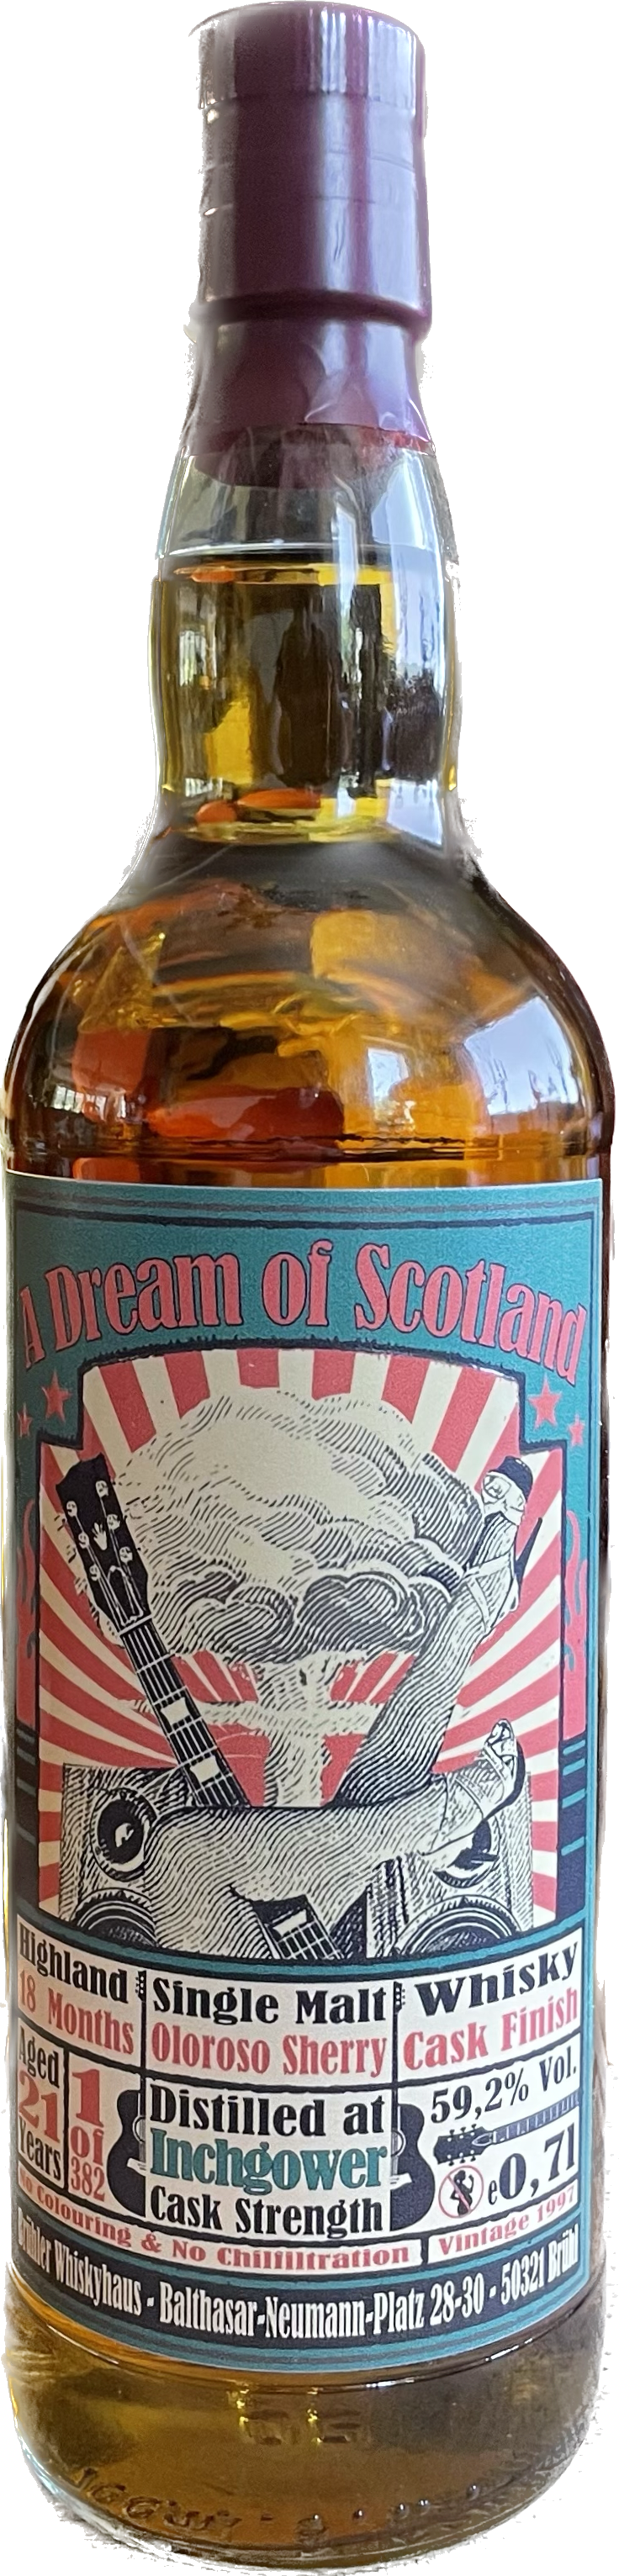 A Dream of Scotland
Highland Single Malt Whisky
18 Months Oloroso Sherry Cask Finish
Aged
21
Years
1
of
382
Distilled at
Inchgower
Cask Strength
59,2% Vol.
e0,7l
No Colouring & No Chillfiltration
Vintage 1997
Brühler Whiskyhaus - Balthasar-Neumann-Platz 28-30 - 50321 Brühl